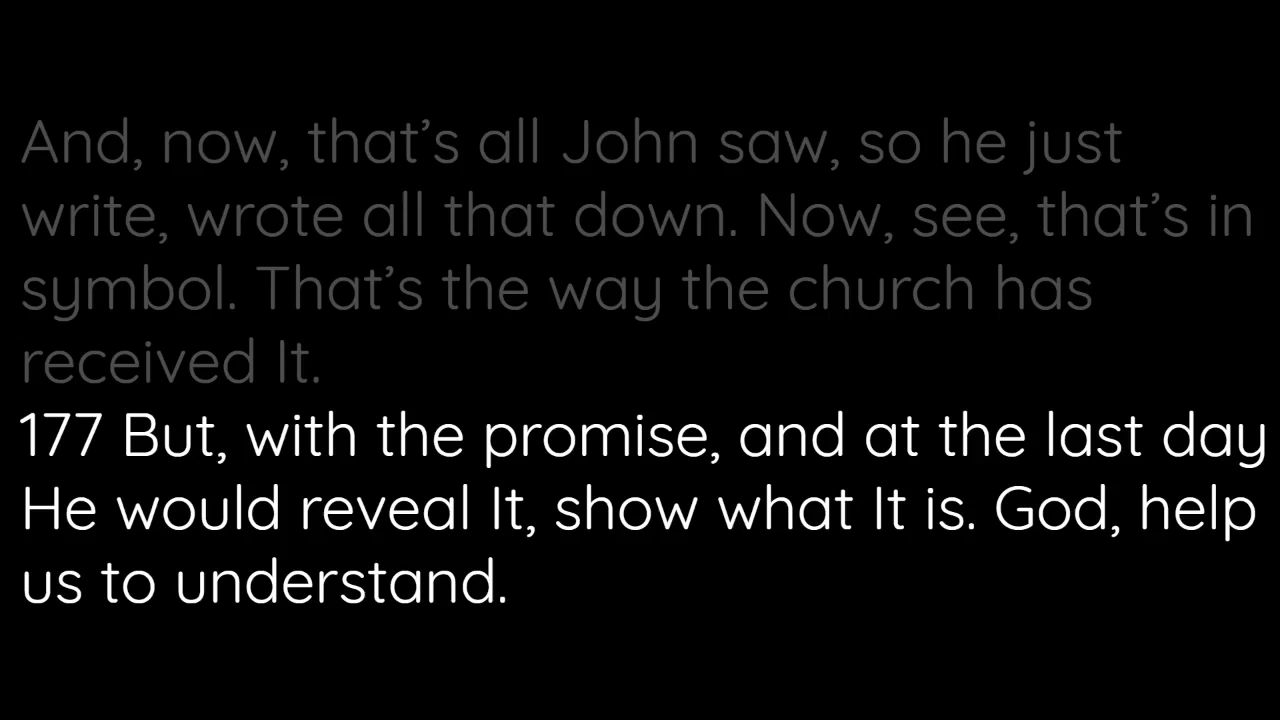 And, now, that’s all John saw, so he just
write, wrote all that down. Now, see, that’s in
symbol. That’s the way the church has
received It.
177 But, with the promise, and at the last day
He would reveal It, show what It is. God, help
us to understand.